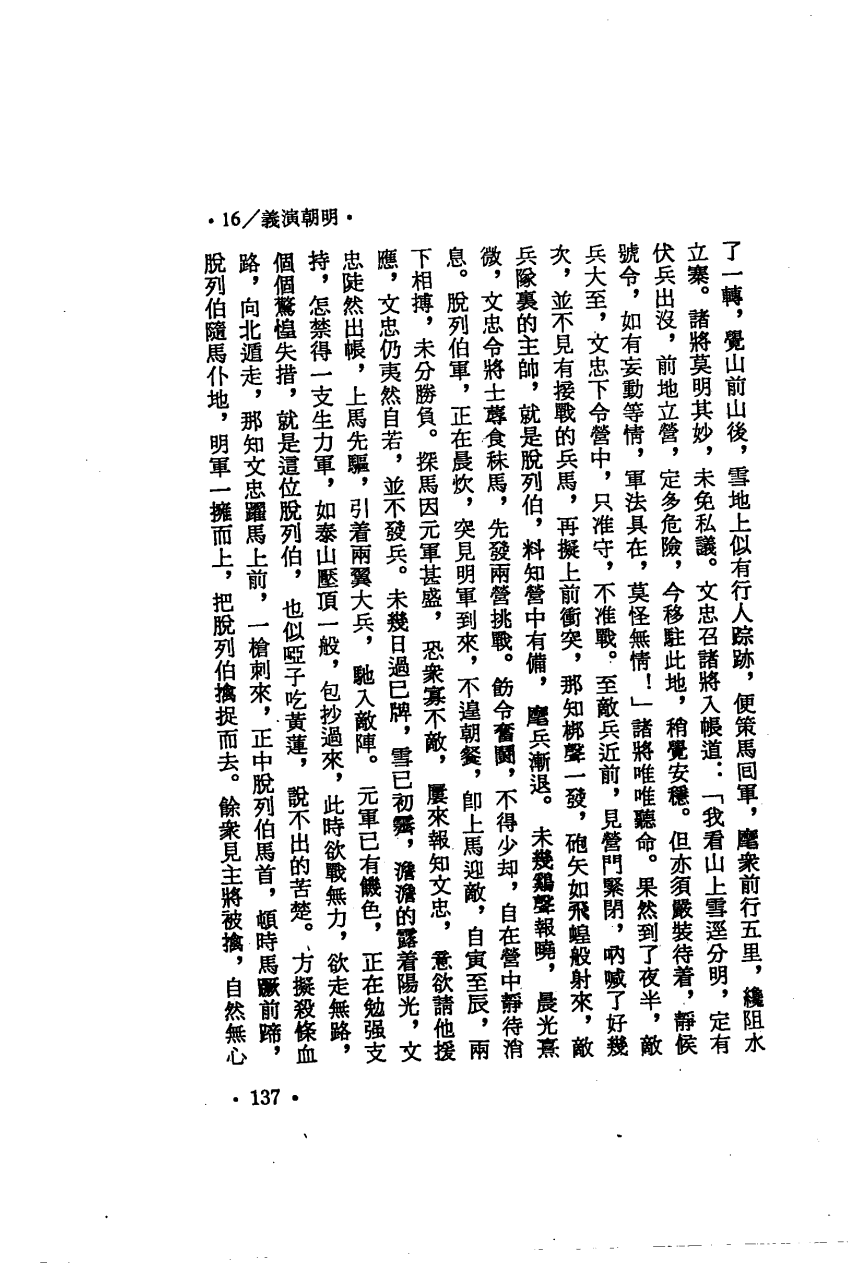 ·明朝演義/16·
了一轉，覺山前山後，雪地上似有行人踪跡，便策馬回軍，麾衆前行五里，纔阻水
立寨。諸將莫明其妙，未免私議。文忠召諸將入帳道：「我看山上雪逕分明，定有
伏兵出沒，前地立營，定多危險，今移駐此地，稍覺安穩。但亦須嚴裝待着，靜候
號令，如有妄動等情，軍法具在，莫怪無情！」諸將唯唯聽命。果然到了夜半，敵
兵大至，文忠下令營中，只准守，不准戰。至敵兵近前，見營門緊閉，吶喊了好幾
次，並不見有接戰的兵馬，再擬上前衝突，那知梆聲一發，砲矢如飛蝗般射來，敵
兵隊裏的主帥，就是脫列伯，料知營中有備，麾兵漸退。未幾鷄聲報曉，晨光熹
微，文忠令將士蓐食秣馬，先發兩營挑戰。飭令奮鬭，不得少却，自在營中靜待消
息。脫列伯軍，正在晨炊，突見明軍到來，不遑朝餐，卽上馬迎敵，自寅至辰，兩
下相搏，未分勝負。探馬因元軍甚盛，恐衆寡不敵，屢來報知文忠，意欲請他援
應，文忠仍夷然自若，並不發兵。未幾日過巳牌，雪已初霽，澹澹的露着陽光，文
忠陡然出帳，上馬先驅，引着兩翼大兵，馳入敵陣。元軍已有饑色，正在勉强支
持，怎禁得一支生力軍，如泰山壓頂一般，包抄過來，此時欲戰無力，欲走無路，
個個驚惶失措，就是這位脫列伯，也似啞子吃黃蓮，說不出的苦楚。方擬殺條血
路，向北遁走，那知文忠躍馬上前，一槍刺來，正中脫列伯馬首，頓時馬蹶前蹄，
脫列伯隨馬仆地，明軍一擁而上，把脫列伯擒捉而去。餘衆見主將被擒，自然無心
·137·